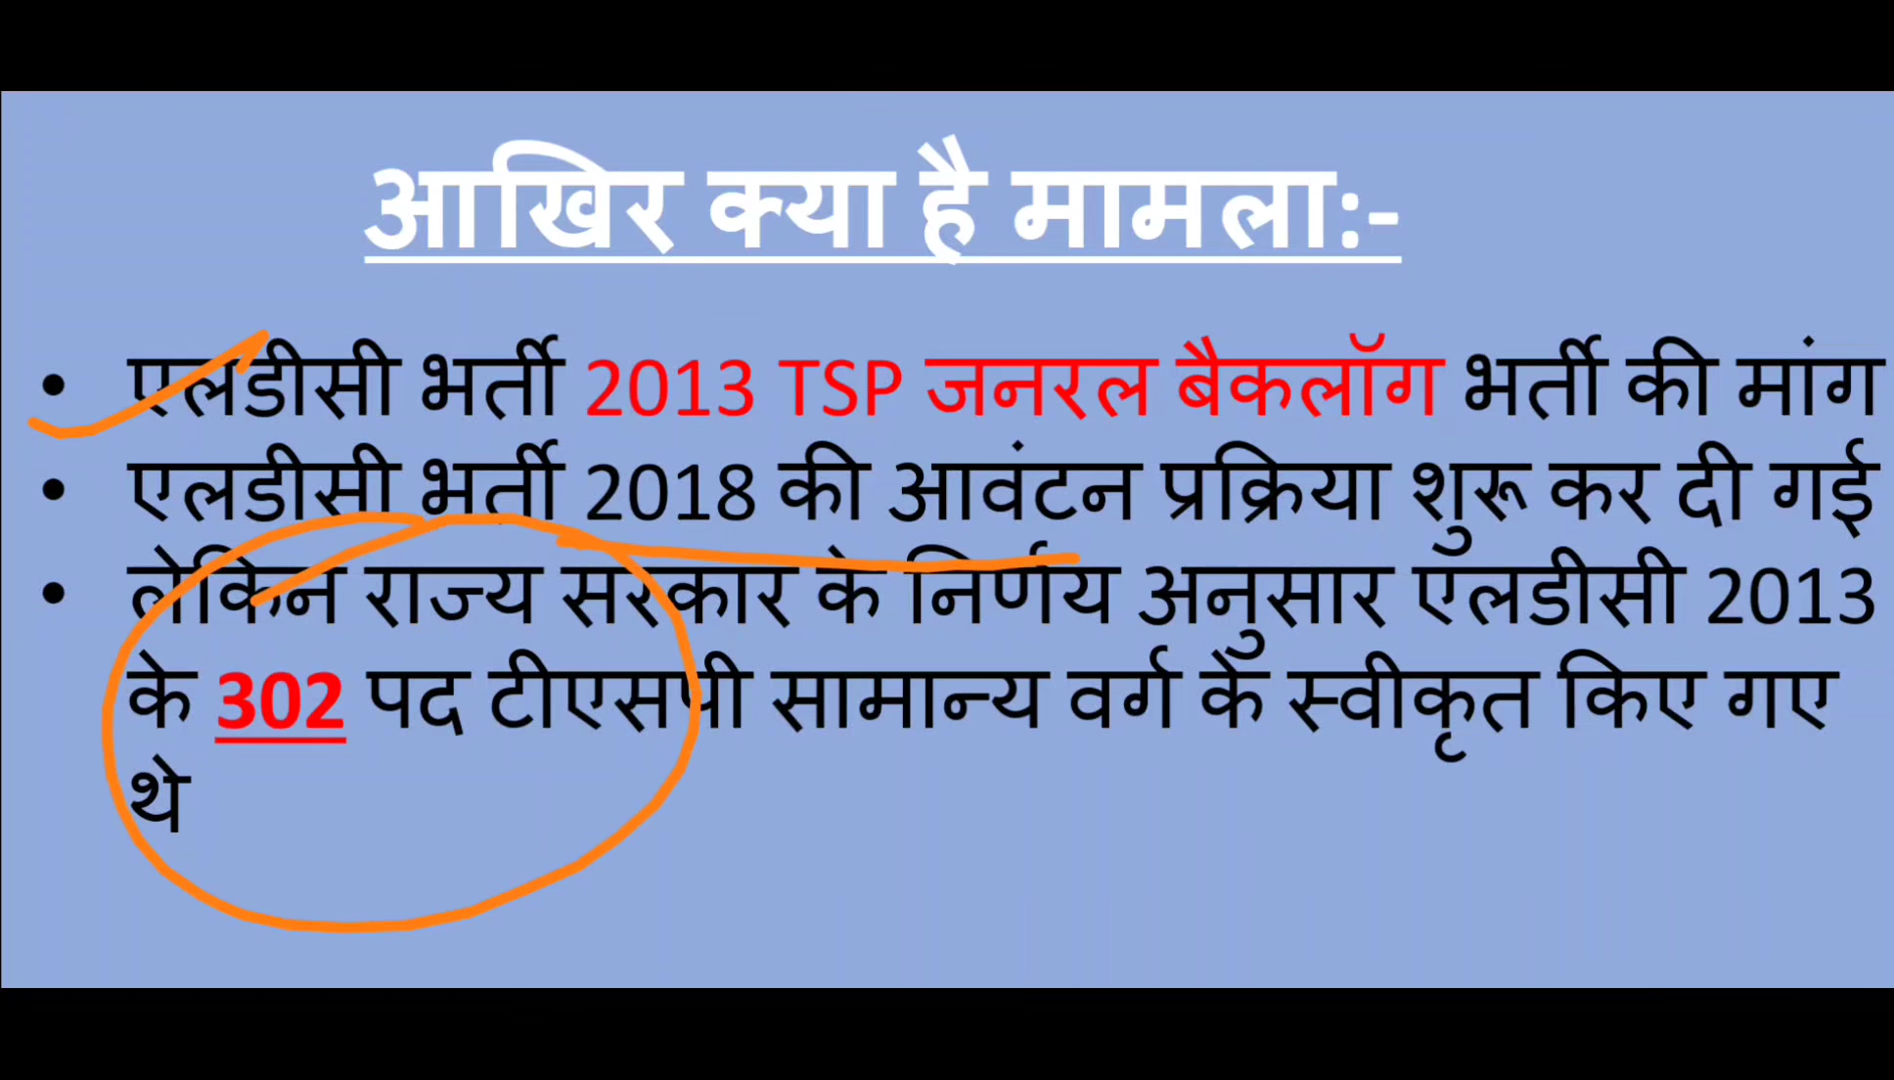 आखिर क्या है मामला:-
• एलडीसी भर्ती 2013 TSP जनरल बैकलॉग भर्ती की मांग
• एलडीसी भर्ती 2018 की आवंटन प्रक्रिया शुरू कर दी गई
• लेकिन राज्य सरकार के निर्णय अनुसार एलडीसी 2013
के 302 पद टीएसपी सामान्य वर्ग के स्वीकृत किए गए
थे